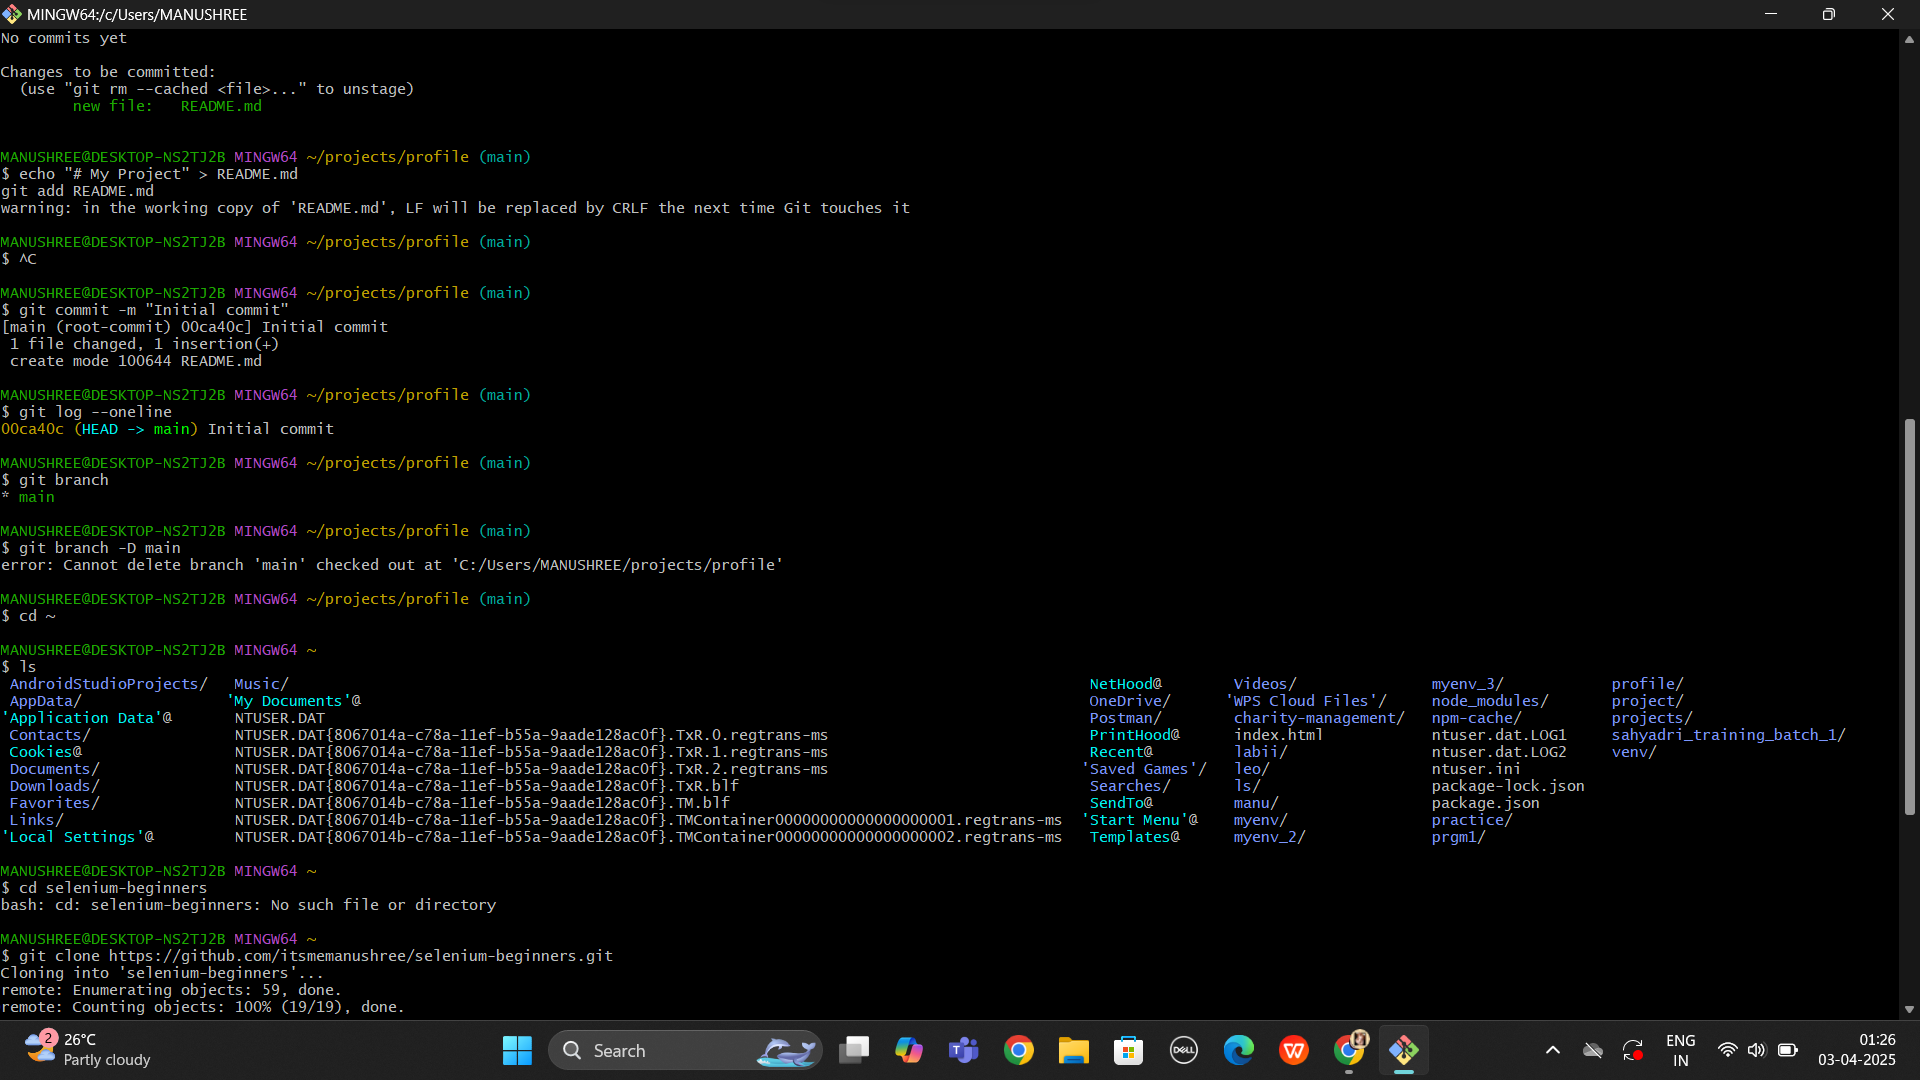 MINGW64:/c/Users/MANUSHREE
No commits yet
Changes to be committed:
  (use "git rm --cached <file>..." to unstage)
        new file:   README.md
MANUSHREE@DESKTOP-NS2TJ2B MINGW64 ~/projects/profile (main)
$ echo "# My Project" > README.md
git add README.md
warning: in the working copy of 'README.md', LF will be replaced by CRLF the next time Git touches it
MANUSHREE@DESKTOP-NS2TJ2B MINGW64 ~/projects/profile (main)
$ ^C
MANUSHREE@DESKTOP-NS2TJ2B MINGW64 ~/projects/profile (main)
$ git commit -m "Initial commit"
[main (root-commit) 00ca40c] Initial commit
 1 file changed, 1 insertion(+)
 create mode 100644 README.md
MANUSHREE@DESKTOP-NS2TJ2B MINGW64 ~/projects/profile (main)
$ git log --oneline
00ca40c (HEAD -> main) Initial commit
MANUSHREE@DESKTOP-NS2TJ2B MINGW64 ~/projects/profile (main)
$ git branch
* main
MANUSHREE@DESKTOP-NS2TJ2B MINGW64 ~/projects/profile (main)
$ git branch -D main
error: Cannot delete branch 'main' checked out at 'C:/Users/MANUSHREE/projects/profile'
MANUSHREE@DESKTOP-NS2TJ2B MINGW64 ~/projects/profile (main)
$ cd ~
MANUSHREE@DESKTOP-NS2TJ2B MINGW64 ~
$ ls
 AndroidStudioProjects/   Music/   NetHood@   Videos/   myenv_3/   profile/
 AppData/   'My Documents'@   OneDrive/   'WPS Cloud Files'/   node_modules/   project/
'Application Data'@   NTUSER.DAT   Postman/   charity-management/   npm-cache/   projects/
 Contacts/   NTUSER.DAT{8067014a-c78a-11ef-b55a-9aade128ac0f}.TxR.0.regtrans-ms   PrintHood@   index.html   ntuser.dat.LOG1   sahyadri_training_batch_1/
 Cookies@   NTUSER.DAT{8067014a-c78a-11ef-b55a-9aade128ac0f}.TxR.1.regtrans-ms   Recent@   labii/   ntuser.dat.LOG2   venv/
 Documents/   NTUSER.DAT{8067014a-c78a-11ef-b55a-9aade128ac0f}.TxR.2.regtrans-ms   'Saved Games'/   leo/   ntuser.ini
 Downloads/   NTUSER.DAT{8067014a-c78a-11ef-b55a-9aade128ac0f}.TxR.blf   Searches/   ls/   package-lock.json
 Favorites/   NTUSER.DAT{8067014b-c78a-11ef-b55a-9aade128ac0f}.TM.blf   SendTo@   manu/   package.json
 Links/   NTUSER.DAT{8067014b-c78a-11ef-b55a-9aade128ac0f}.TMContainer00000000000000000001.regtrans-ms   'Start Menu'@   myenv/   practice/
'Local Settings'@   NTUSER.DAT{8067014b-c78a-11ef-b55a-9aade128ac0f}.TMContainer00000000000000000002.regtrans-ms   Templates@   myenv_2/   prgm1/
MANUSHREE@DESKTOP-NS2TJ2B MINGW64 ~
$ cd selenium-beginners
bash: cd: selenium-beginners: No such file or directory
MANUSHREE@DESKTOP-NS2TJ2B MINGW64 ~
$ git clone https://github.com/itsmemanushree/selenium-beginners.git
Cloning into 'selenium-beginners'...
remote: Enumerating objects: 59, done.
remote: Counting objects: 100% (19/19), done.
2
26°C
Partly cloudy
Search
T
DELL
W
ENG
IN
01:26
03-04-2025